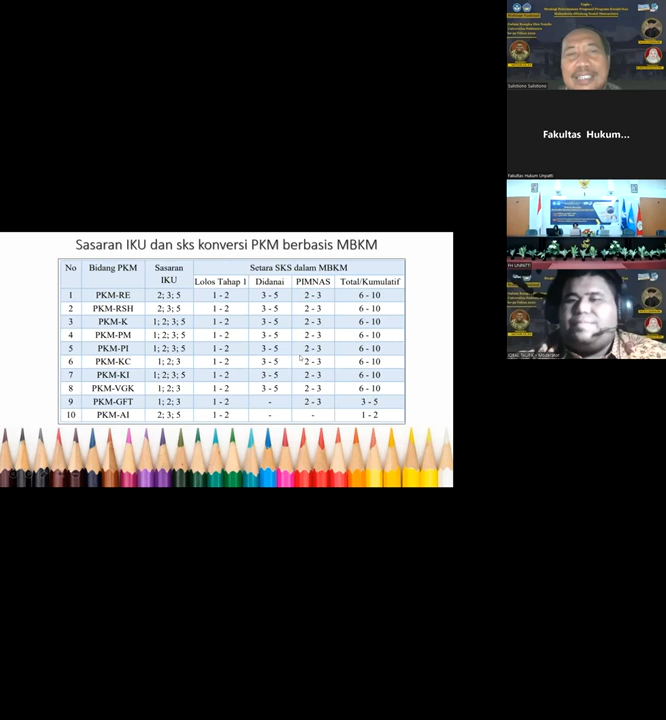 Sasaran IKU dan sks konversi PKM berbasis MBKM
No Bidang PKM Sasaran IKU Setara SKS dalam MBKM
Lolos Tahap 1 Didanai PIMNAS Total/Kumulatif
1 PKM-RE 2; 3; 5 1 - 2 3 - 5 2 - 3 6 - 10
2 PKM-RSH 2; 3; 5 1 - 2 3 - 5 2 - 3 6 - 10
3 PKM-K 1; 2; 3; 5 1 - 2 3 - 5 2 - 3 6 - 10
4 PKM-PM 1; 2; 3; 5 1 - 2 3 - 5 2 - 3 6 - 10
5 PKM-PI 1; 2; 3; 5 1 - 2 3 - 5 2 - 3 6 - 10
6 PKM-KC 1; 2; 3 1 - 2 3 - 5 2 - 3 6 - 10
7 PKM-KI 1; 2; 3; 5 1 - 2 3 - 5 2 - 3 6 - 10
8 PKM-VGK 1; 2; 3 1 - 2 3 - 5 2 - 3 6 - 10
9 PKM-GFT 1; 2; 3 1 - 2 - 2 - 3 3 - 5
10 PKM-AI 2; 3; 5 1 - 2 - - 1 - 2
Salistiono Salistiono
Fakultas Hukum...
Fakultas Hukum Unpatti
FH UNPATTI
Moderator